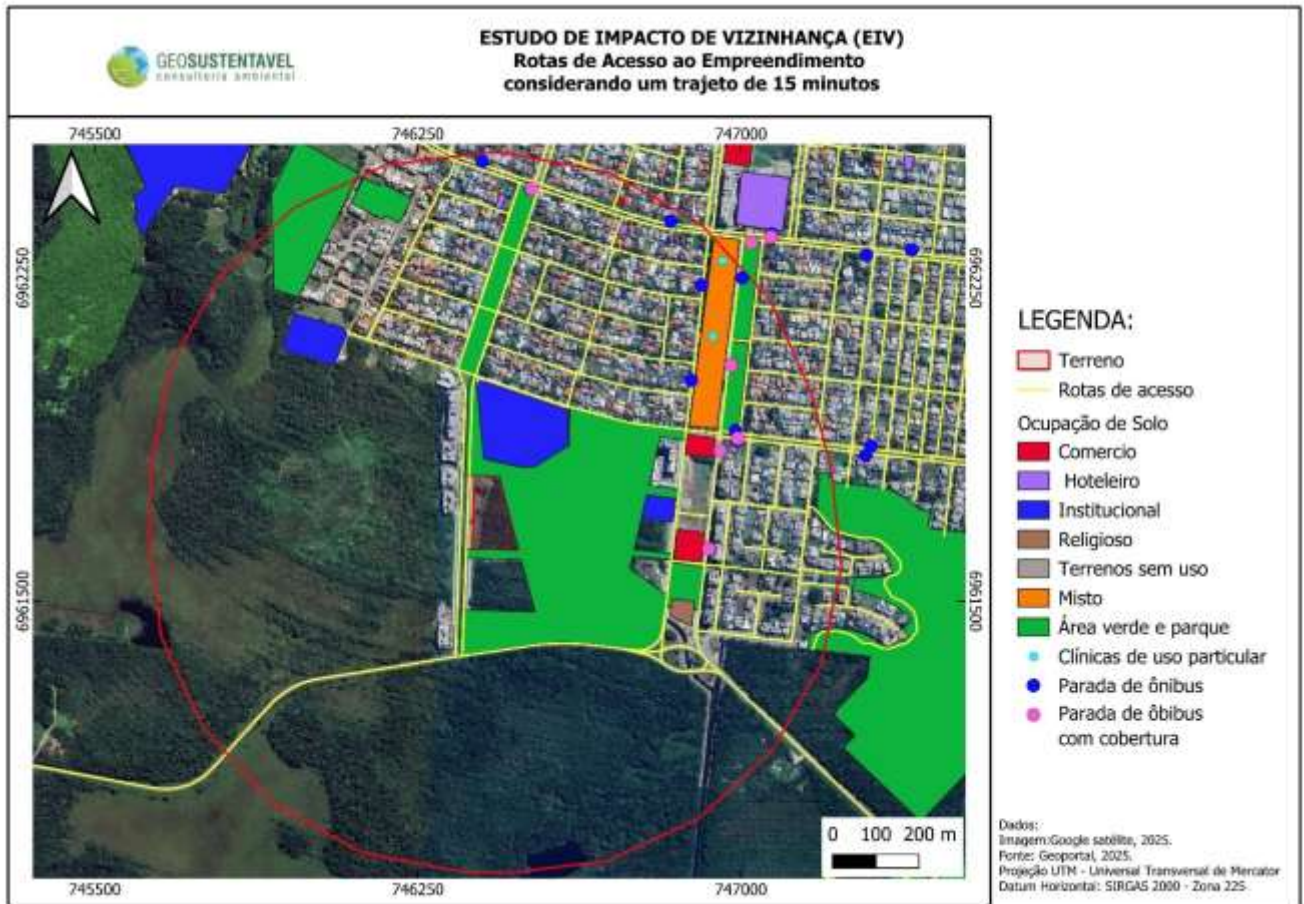 GEOSUSTENTAVEL
consultoria ambiental
ESTUDO DE IMPACTO DE VIZINHANÇA (EIV)
Rotas de Acesso ao Empreendimento
considerando um trajeto de 15 minutos
745500
746250
747000
6962250
6962250
6961500
6961500
0 100 200 m
745500
746250
747000
LEGENDA:
Terreno
Rotas de acesso
Ocupação de Solo
Comercio
Hoteleiro
Institucional
Religioso
Terrenos sem uso
Misto
Área verde e parque
Clínicas de uso particular
Parada de ônibus
Parada de ôbibus
com cobertura
Dados:
Imagem:Google satélite, 2025.
Fonte: Geoportal, 2025.
Projeção UTM - Universal Transversal de Mercator
Datum Horizontal: SIRGAS 2000 - Zona 22S